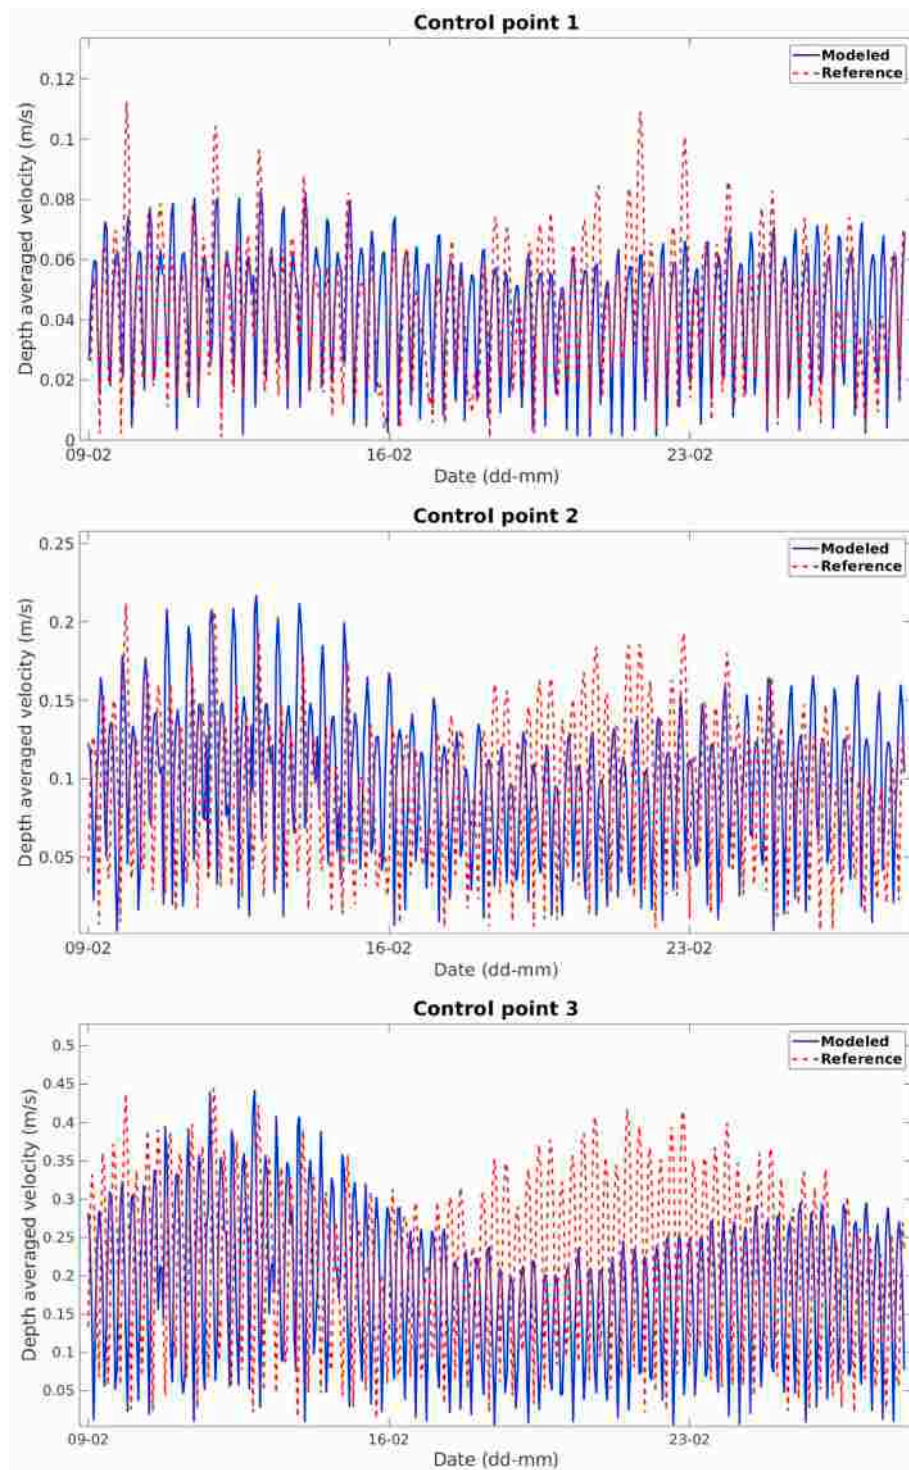 Control point 1
Modeled
Reference
Depth averaged velocity (m/s)
0.12
0.1
0.08
0.06
0.04
0.02
0
09-02
16-02
23-02
Date (dd-mm)
Control point 2
Modeled
Reference
Depth averaged velocity (m/s)
0.25
0.2
0.15
0.1
0.05
09-02
16-02
23-02
Date (dd-mm)
Control point 3
Modeled
Reference
Depth averaged velocity (m/s)
0.5
0.45
0.4
0.35
0.3
0.25
0.2
0.15
0.1
0.05
09-02
16-02
23-02
Date (dd-mm)